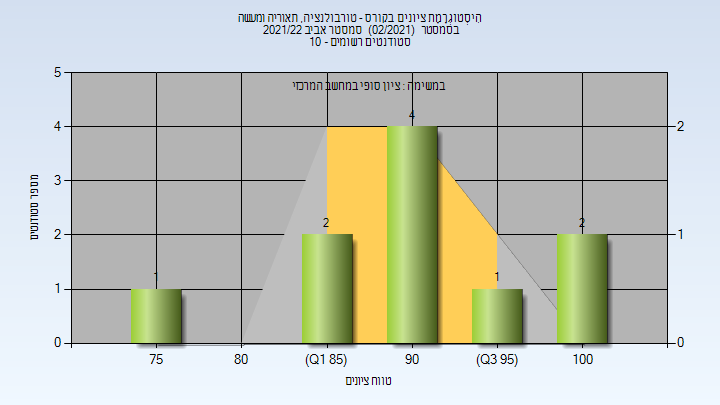 היסטוגרמת ציונים בקורס - טורבולנציה, תאוריה ומעשה
בסמסטר (02/2021) סמסטר אביב 2021/22
סטודנטים רשומים - 10
במשימה : ציון סופי במחשב המרכזי
מספר סטודנטים
5
4
3
2
1
0
2
1
0
1
2
4
1
2
75
80
(Q1 85)
90
(Q3 95)
100
טווח ציונים